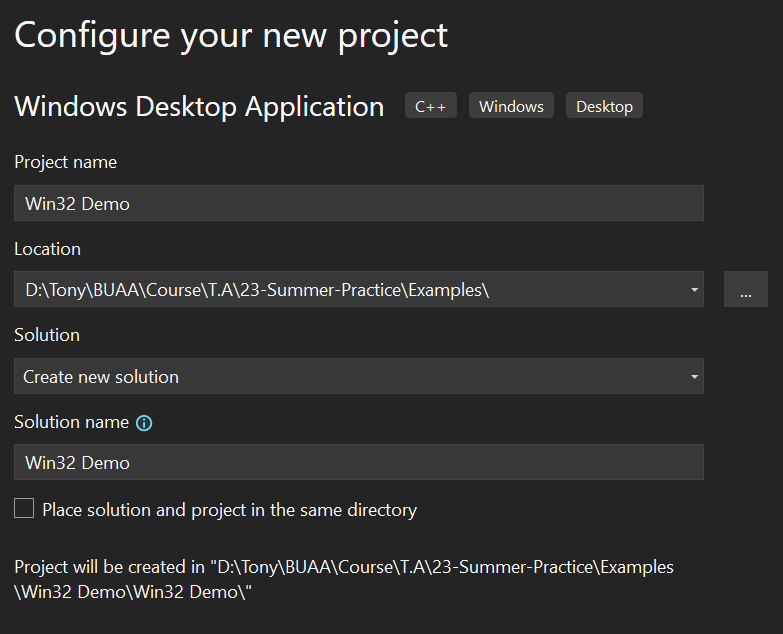 Configure your new project
Windows Desktop Application C++ Windows Desktop
Project name
Win32 Demo
Location
D:\Tony\BUAA\Course\T.A\23-Summer-Practice\Examples\
...
Solution
Create new solution
Solution name
Win32 Demo
Place solution and project in the same directory
Project will be created in "D:\Tony\BUAA\Course\T.A\23-Summer-Practice\Examples
\Win32 Demo\Win32 Demo\"